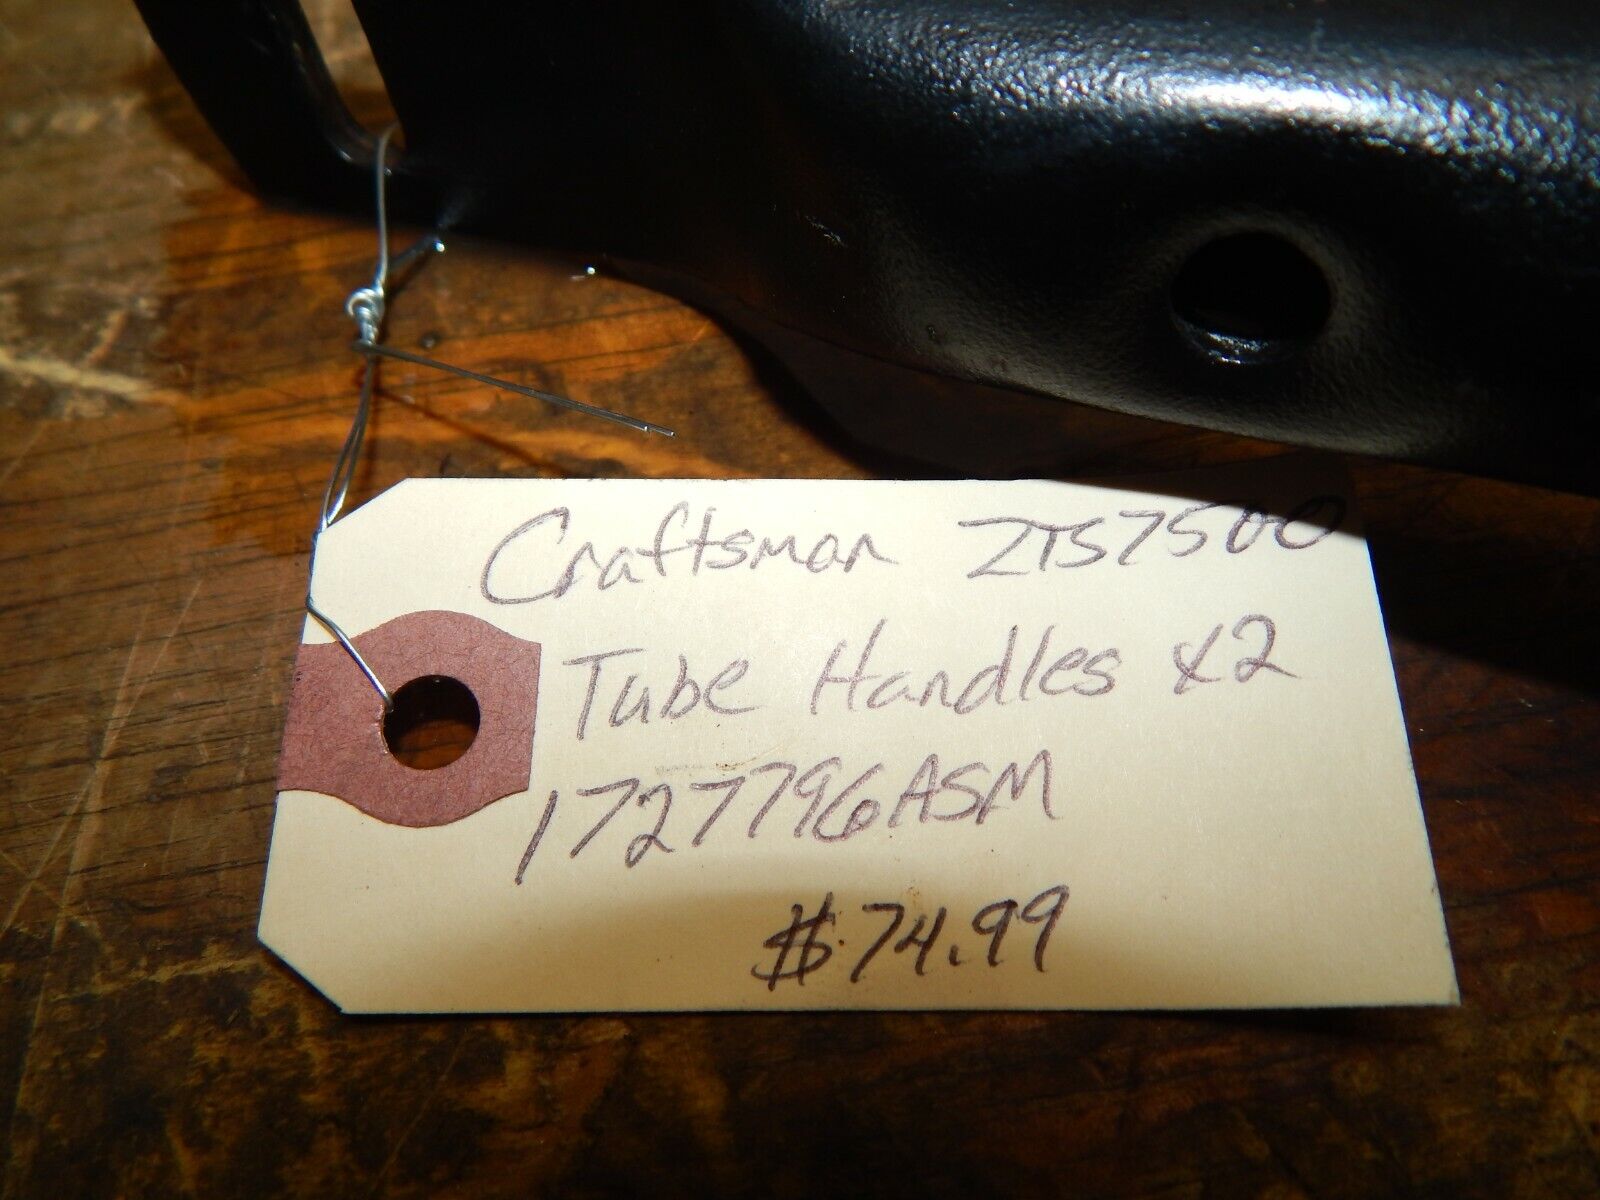 Craftsman ZTS7500
Tube Handles x2
1727796ASM
$74.99